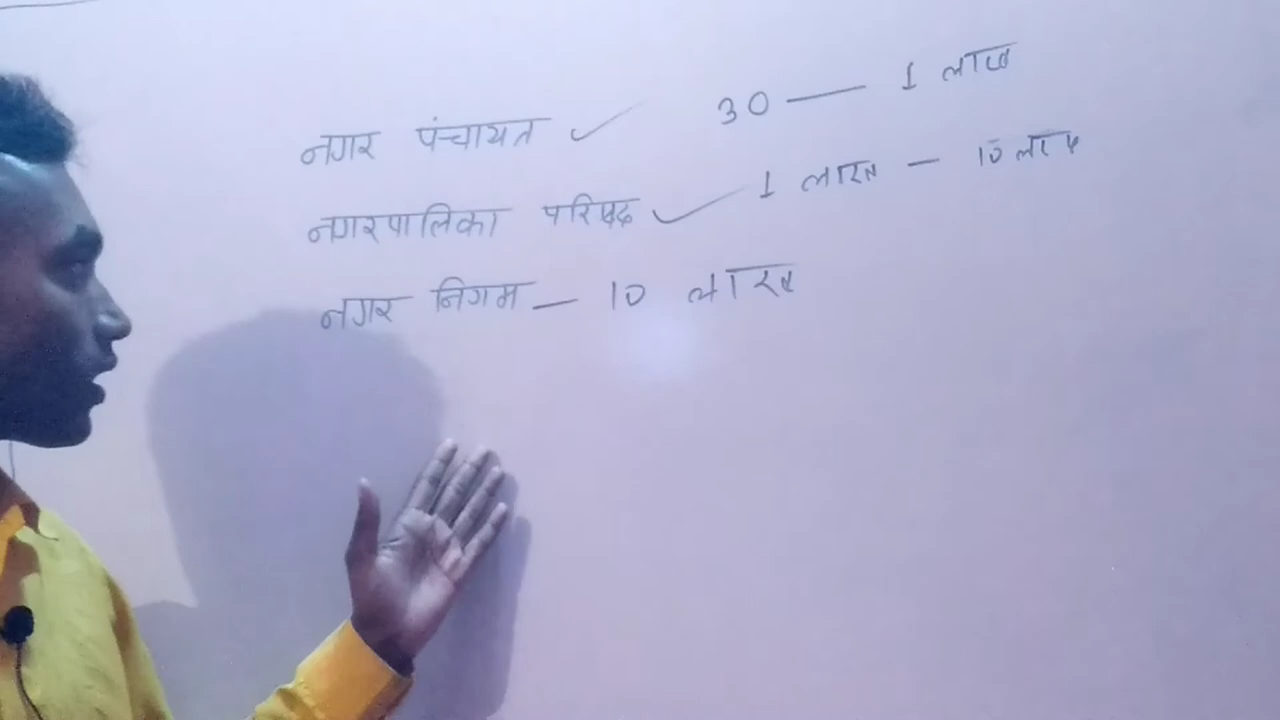 नगर पंचायत ✓ 30 — 1 लाख
नगरपालिका परिषद ✓ 1 लाख — 10 लाख
नगर निगम — 10 लाख